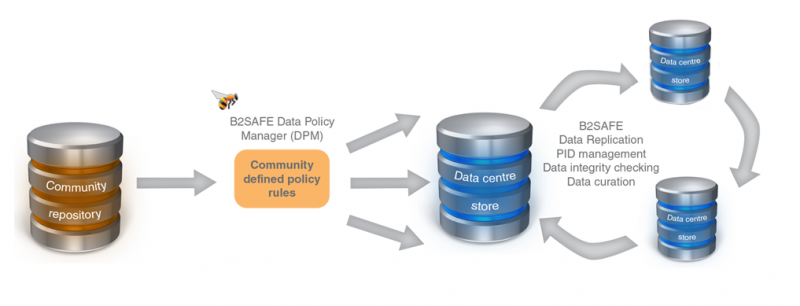 Community
repository
B2SAFE Data Policy
Manager (DPM)
Community
defined policy
rules
Data centre
store
B2SAFE
Data Replication
PID management
Data integrity checking
Data curation
Data centre
store
Data centre
store